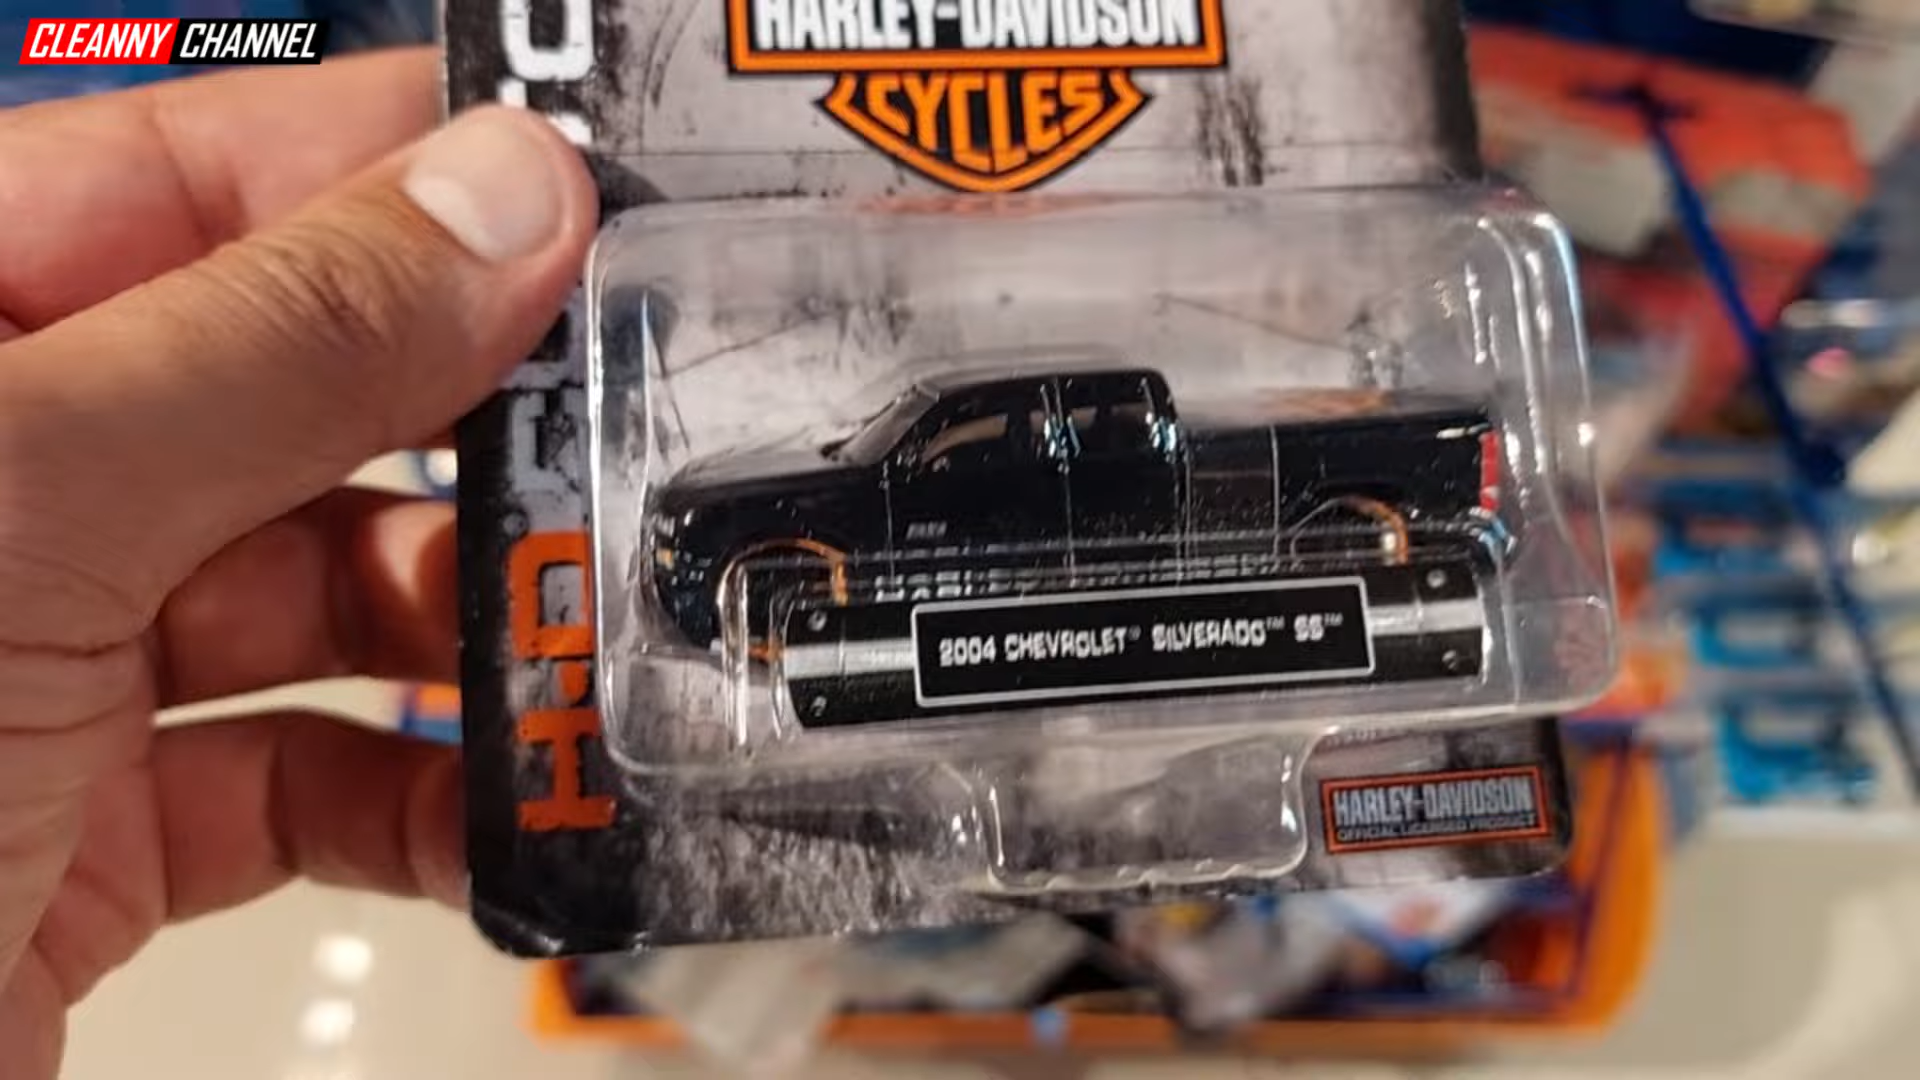 CLEANNY CHANNEL
HARLEY-DAVIDSON
CYCLES
H-D
2004 CHEVROLET® SILVERADO™ SS™
HARLEY-DAVIDSON
OFFICIAL LICENSED PRODUCT